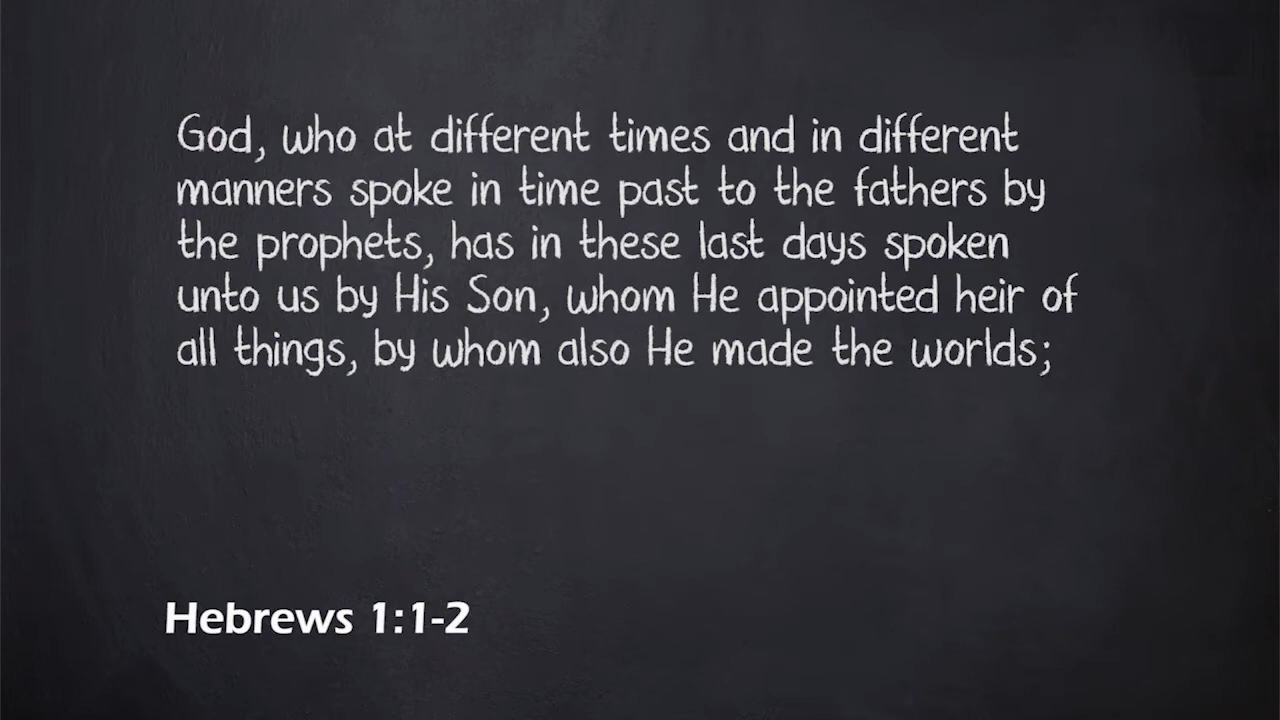 God, who at different times and in different
manners spoke in time past to the fathers by
the prophets, has in these last days spoken
unto us by His Son, whom He appointed heir of
all things, by whom also He made the worlds;
Hebrews 1:1-2